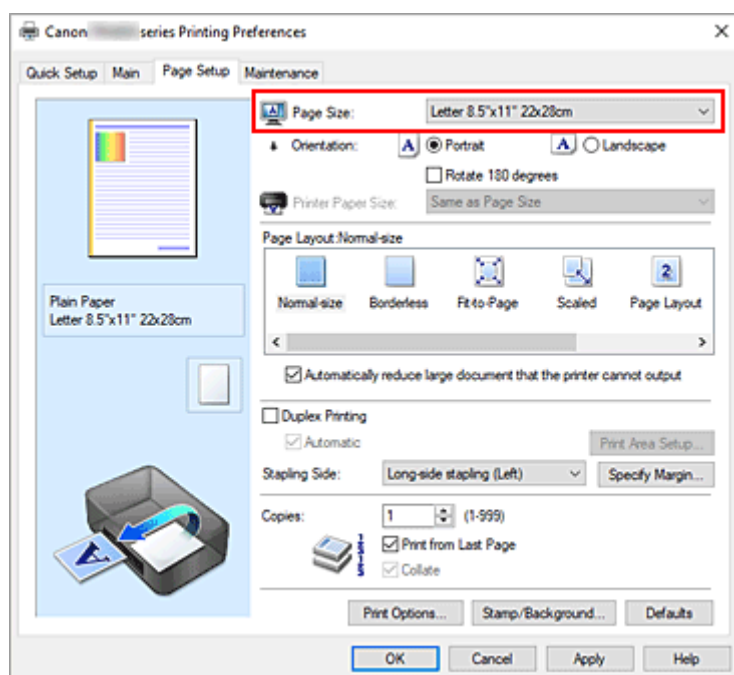 Canon series Printing Preferences
Quick Setup Main Page Setup Maintenance
Page Size: Letter 8.5"x11" 22x28cm
Orientation: A Portrait A Landscape
Rotate 180 degrees
Printer Paper Size: Same as Page Size
Page Layout:Normal-size
2
Normal-size Borderless Fit-to-Page Scaled Page Layout
Automatically reduce large document that the printer cannot output
Plain Paper
Letter 8.5"x11" 22x28cm
Duplex Printing
Automatic Print Area Setup...
Stapling Side: Long-side stapling (Left) Specify Margin...
Copies: 1 (1-999)
Print from Last Page
Collate
A
Print Options... Stamp/Background... Defaults
OK Cancel Apply Help